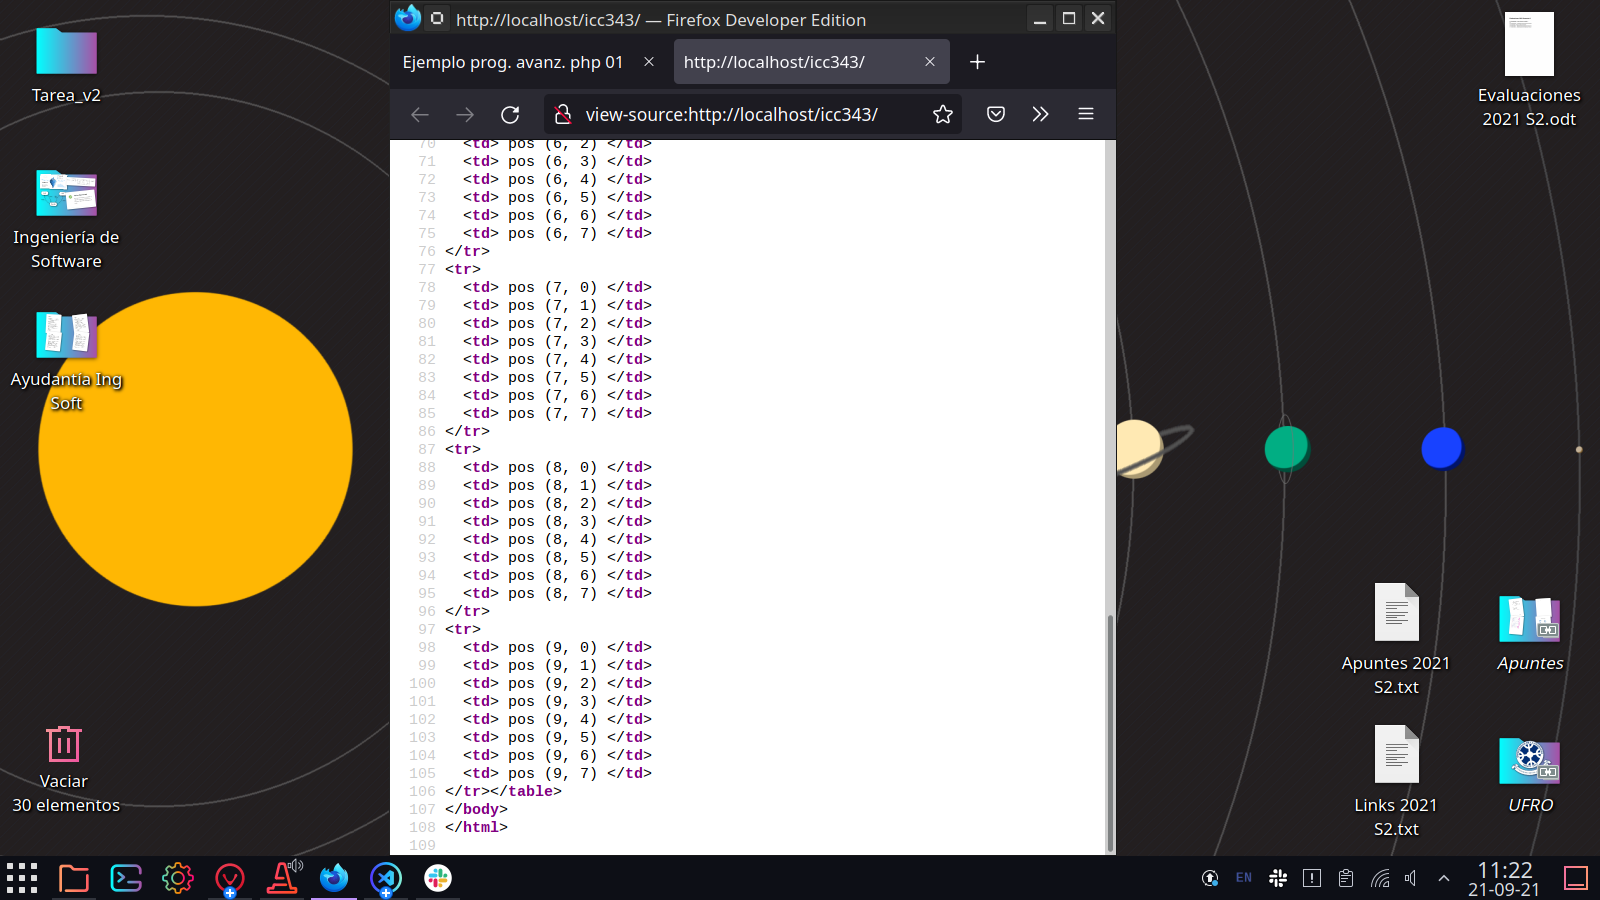 http://localhost/icc343/ — Firefox Developer Edition
Ejemplo prog. avanz. php 01
http://localhost/icc343/
view-source:http://localhost/icc343/
70 <td> pos (6, 2) </td>
71 <td> pos (6, 3) </td>
72 <td> pos (6, 4) </td>
73 <td> pos (6, 5) </td>
74 <td> pos (6, 6) </td>
75 <td> pos (6, 7) </td>
76 </tr>
77 <tr>
78 <td> pos (7, 0) </td>
79 <td> pos (7, 1) </td>
80 <td> pos (7, 2) </td>
81 <td> pos (7, 3) </td>
82 <td> pos (7, 4) </td>
83 <td> pos (7, 5) </td>
84 <td> pos (7, 6) </td>
85 <td> pos (7, 7) </td>
86 </tr>
87 <tr>
88 <td> pos (8, 0) </td>
89 <td> pos (8, 1) </td>
90 <td> pos (8, 2) </td>
91 <td> pos (8, 3) </td>
92 <td> pos (8, 4) </td>
93 <td> pos (8, 5) </td>
94 <td> pos (8, 6) </td>
95 <td> pos (8, 7) </td>
96 </tr>
97 <tr>
98 <td> pos (9, 0) </td>
99 <td> pos (9, 1) </td>
100 <td> pos (9, 2) </td>
101 <td> pos (9, 3) </td>
102 <td> pos (9, 4) </td>
103 <td> pos (9, 5) </td>
104 <td> pos (9, 6) </td>
105 <td> pos (9, 7) </td>
106 </tr></table>
107 </body>
108 </html>
109
Tarea_v2
Ingeniería de
Software
Ayudantía Ing
Soft
Vaciar
30 elementos
Evaluaciones
2021 S2.odt
Apuntes 2021
S2.txt
Apuntes
Links 2021
S2.txt
UFRO
EN
11:22
21-09-21